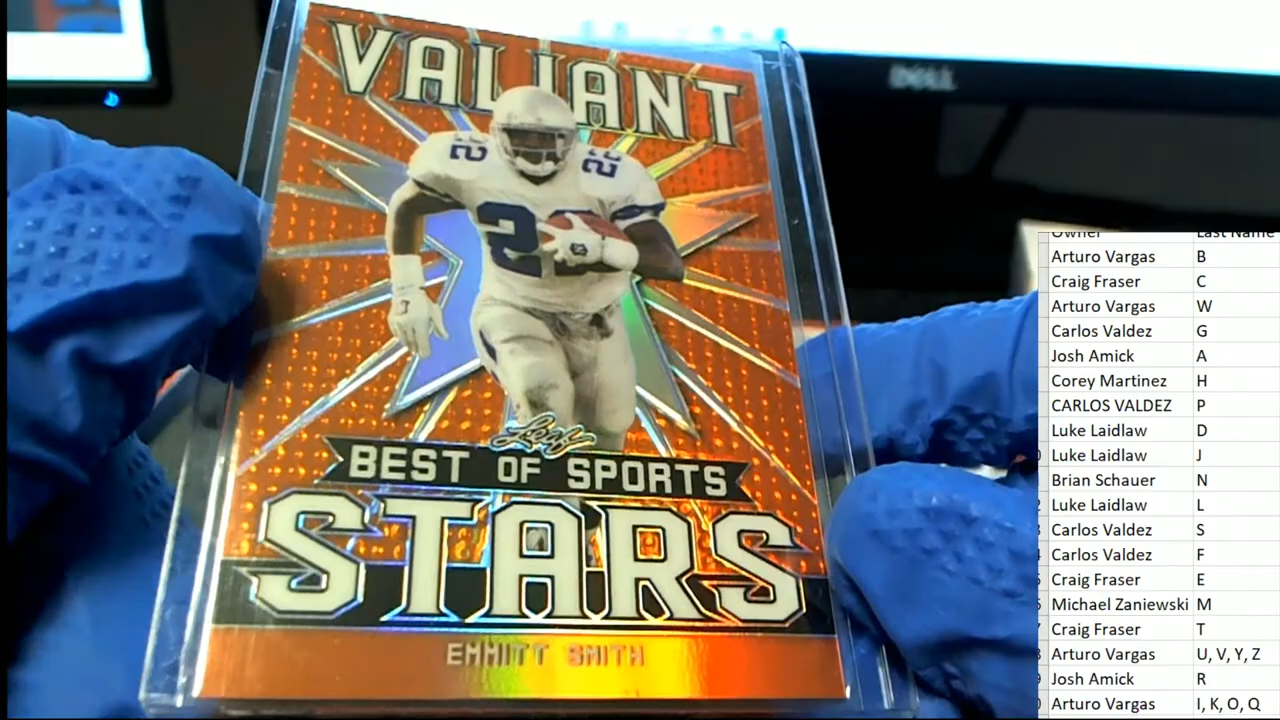 VALIANT
22 22
22
Leaf
BEST OF SPORTS
STARS
EMMITT SMITH
DELL
Owner Last Name
Arturo Vargas B
Craig Fraser C
Arturo Vargas W
Carlos Valdez G
Josh Amick A
Corey Martinez H
CARLOS VALDEZ P
Luke Laidlaw D
Luke Laidlaw J
Brian Schauer N
Luke Laidlaw L
Carlos Valdez S
Carlos Valdez F
Craig Fraser E
Michael Zaniewski M
Craig Fraser T
Arturo Vargas U, V, Y, Z
Josh Amick R
Arturo Vargas I, K, O, Q